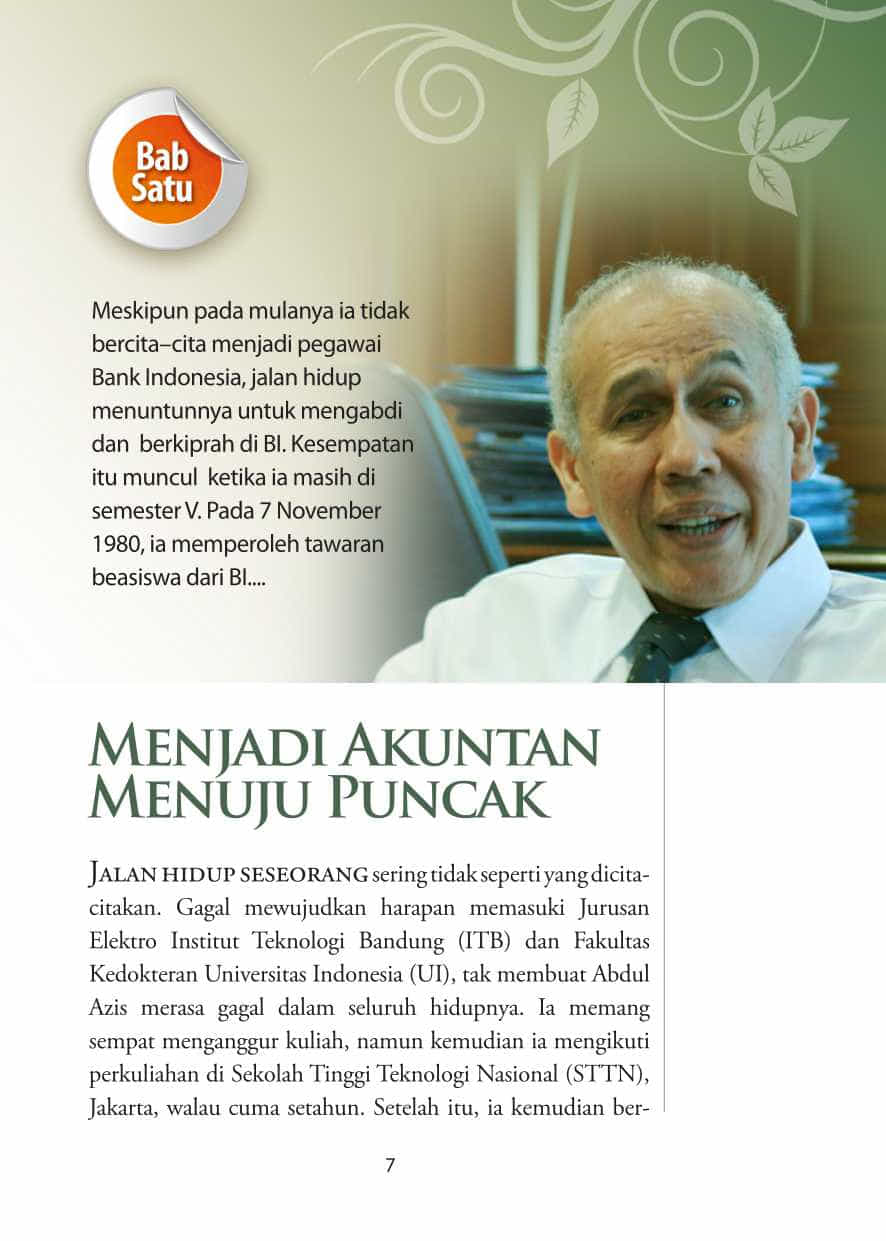 Bab
Satu
Meskipun pada mulanya ia tidak
bercita–cita menjadi pegawai
Bank Indonesia, jalan hidup
menuntunnya untuk mengabdi
dan berkiprah di BI. Kesempatan
itu muncul ketika ia masih di
semester V. Pada 7 November
1980, ia memperoleh tawaran
beasiswa dari BI....
MENJADI AKUNTAN
MENUJU PUNCAK
JALAN HIDUP SESEORANG sering tidak seperti yang dicita-
citakan. Gagal mewujudkan harapan memasuki Jurusan
Elektro Institut Teknologi Bandung (ITB) dan Fakultas
Kedokteran Universitas Indonesia (UI), tak membuat Abdul
Azis merasa gagal dalam seluruh hidupnya. Ia memang
sempat menganggur kuliah, namun kemudian ia mengikuti
perkuliahan di Sekolah Tinggi Teknologi Nasional (STTN),
Jakarta, walau cuma setahun. Setelah itu, ia kemudian ber-
7